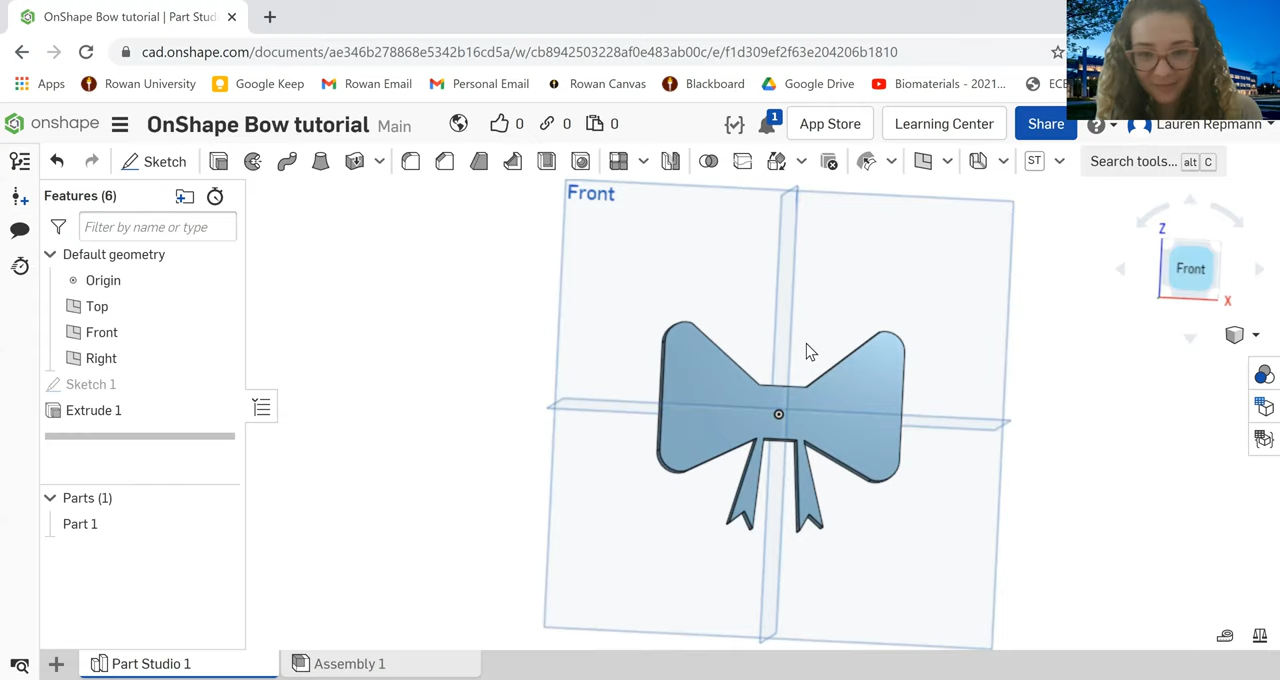 OnShape Bow tutorial | Part Studi
cad.onshape.com/documents/ae346b278868e5342b16cd5a/w/cb8942503228af0e483ab00c/e/f1d309ef2f63e204206b1810
Apps Rowan University Google Keep Rowan Email Personal Email Rowan Canvas Blackboard Google Drive Biomaterials - 2021... ECE
onshape OnShape Bow tutorial Main 0 0 0 1 App Store Learning Center Share Lauren Repmann
Sketch ST Search tools... alt C
Features (6)
Filter by name or type
Default geometry
Origin
Top
Front
Right
Sketch 1
Extrude 1
Parts (1)
Part 1
Front
Z
Front
X
Part Studio 1 Assembly 1